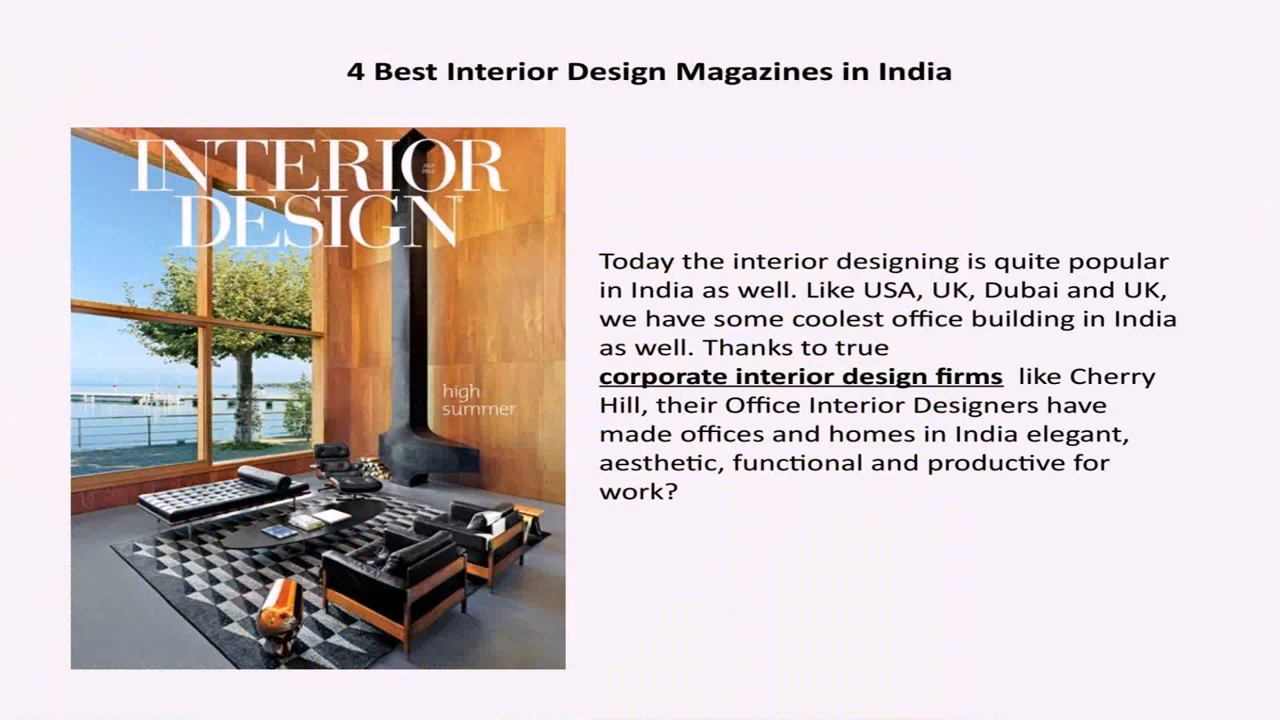 4 Best Interior Design Magazines in India
INTERIOR
DESIGN
high
summer
Today the interior designing is quite popular
in India as well. Like USA, UK, Dubai and UK,
we have some coolest office building in India
as well. Thanks to true
corporate interior design firms like Cherry
Hill, their Office Interior Designers have
made offices and homes in India elegant,
aesthetic, functional and productive for
work?